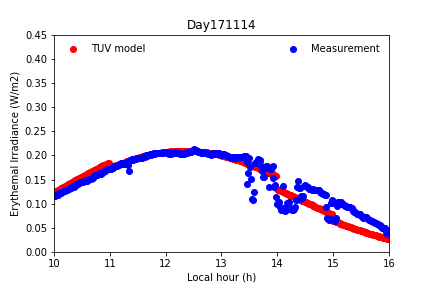 Day171114
TUV model
Measurement
Erythemal Irradiance (W/m2)
0.45
0.40
0.35
0.30
0.25
0.20
0.15
0.10
0.05
0.00
10 11 12 13 14 15 16
Local hour (h)